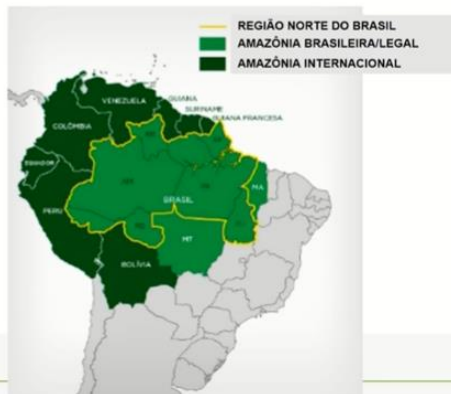 REGIÃO NORTE DO BRASIL
AMAZÔNIA BRASILEIRA/LEGAL
AMAZÔNIA INTERNACIONAL
VENEZUELA
GUIANA
SURINAME
GUIANA FRANCESA
COLÔMBIA
EQUADOR
PERU
BRASIL
MA
MT
BOLÍVIA